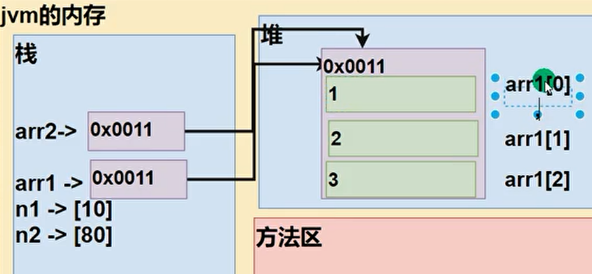 jvm的内存
栈
arr2-> 0x0011
arr1 -> 0x0011
n1 -> [10]
n2 -> [80]
堆
0x0011
1 arr1[0]
2 arr1[1]
3 arr1[2]
方法区